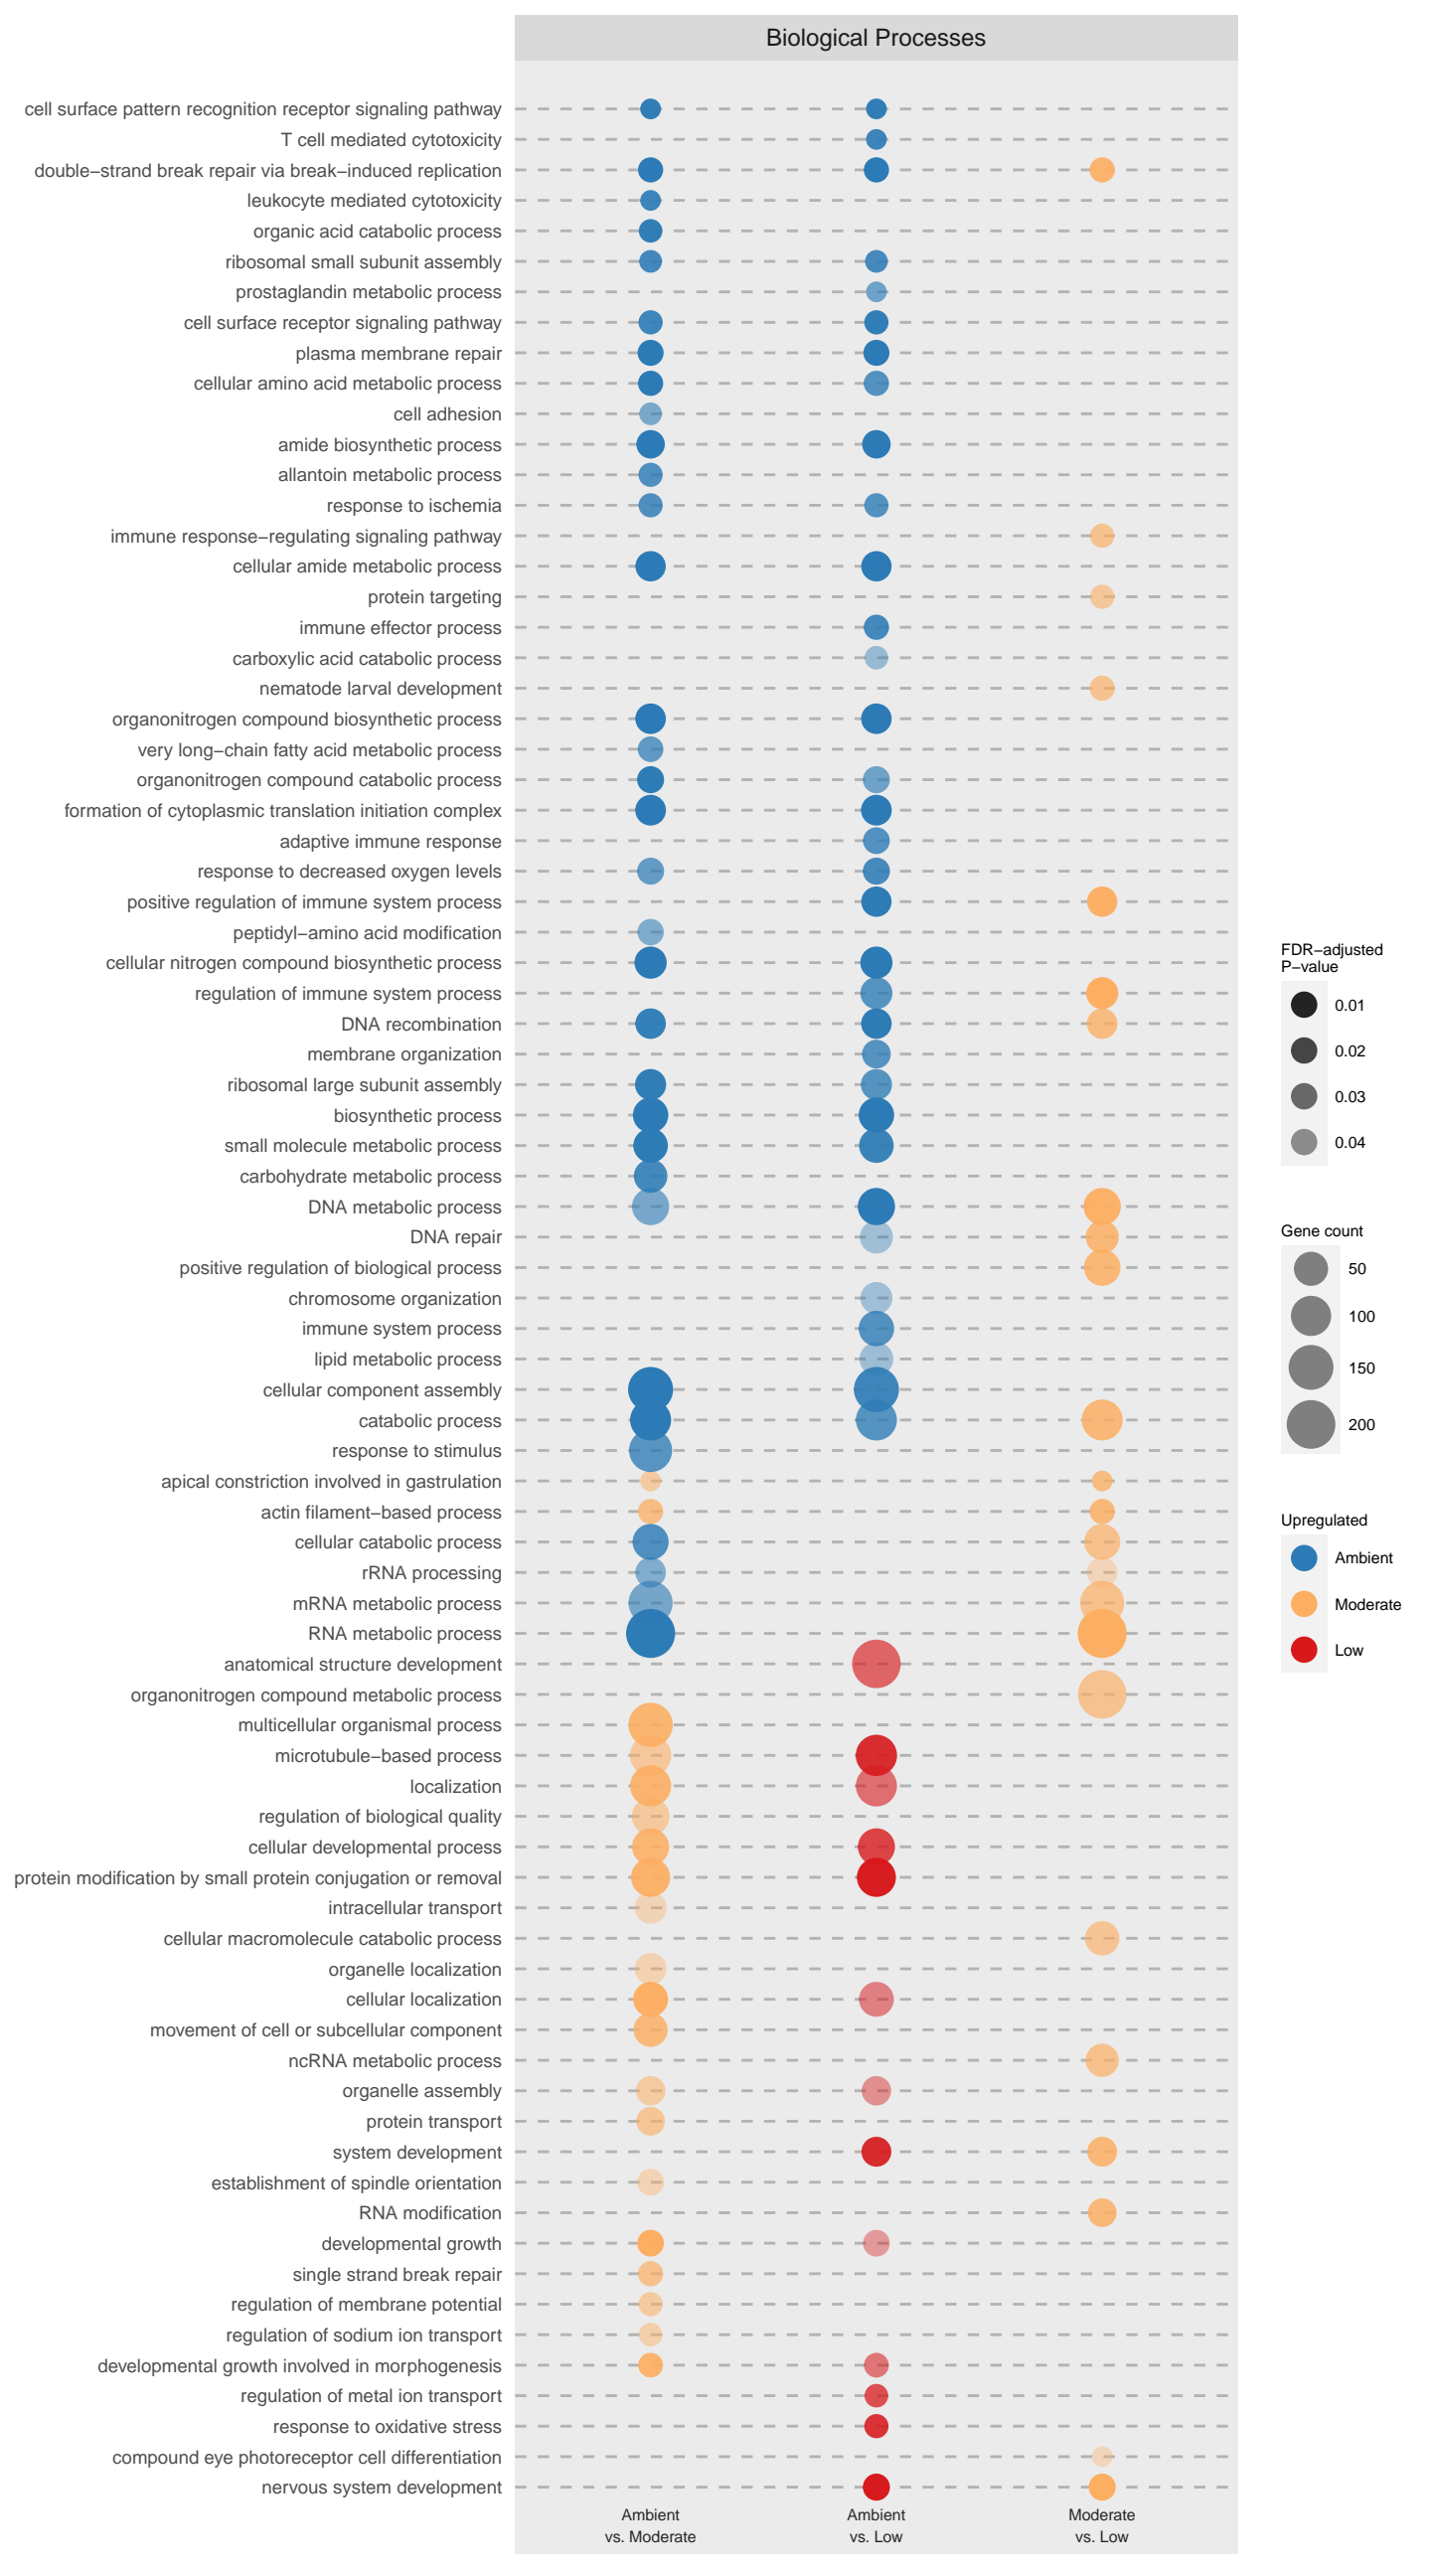 Biological Processes
cell surface pattern recognition receptor signaling pathway
T cell mediated cytotoxicity
double−strand break repair via break−induced replication
leukocyte mediated cytotoxicity
organic acid catabolic process
ribosomal small subunit assembly
prostaglandin metabolic process
cell surface receptor signaling pathway
plasma membrane repair
cellular amino acid metabolic process
cell adhesion
amide biosynthetic process
allantoin metabolic process
response to ischemia
immune response−regulating signaling pathway
cellular amide metabolic process
protein targeting
immune effector process
carboxylic acid catabolic process
nematode larval development
organonitrogen compound biosynthetic process
very long−chain fatty acid metabolic process
organonitrogen compound catabolic process
formation of cytoplasmic translation initiation complex
adaptive immune response
response to decreased oxygen levels
positive regulation of immune system process
peptidyl−amino acid modification
cellular nitrogen compound biosynthetic process
regulation of immune system process
DNA recombination
membrane organization
ribosomal large subunit assembly
biosynthetic process
small molecule metabolic process
carbohydrate metabolic process
DNA metabolic process
DNA repair
positive regulation of biological process
chromosome organization
immune system process
lipid metabolic process
cellular component assembly
catabolic process
response to stimulus
apical constriction involved in gastrulation
actin filament−based process
cellular catabolic process
rRNA processing
mRNA metabolic process
RNA metabolic process
anatomical structure development
organonitrogen compound metabolic process
multicellular organismal process
microtubule−based process
localization
regulation of biological quality
cellular developmental process
protein modification by small protein conjugation or removal
intracellular transport
cellular macromolecule catabolic process
organelle localization
cellular localization
movement of cell or subcellular component
ncRNA metabolic process
organelle assembly
protein transport
system development
establishment of spindle orientation
RNA modification
developmental growth
single strand break repair
regulation of membrane potential
regulation of sodium ion transport
developmental growth involved in morphogenesis
regulation of metal ion transport
response to oxidative stress
compound eye photoreceptor cell differentiation
nervous system development
Ambient
vs. Moderate
Ambient
vs. Low
Moderate
vs. Low
FDR−adjusted
P−value
0.01
0.02
0.03
0.04
Gene count
50
100
150
200
Upregulated
Ambient
Moderate
Low